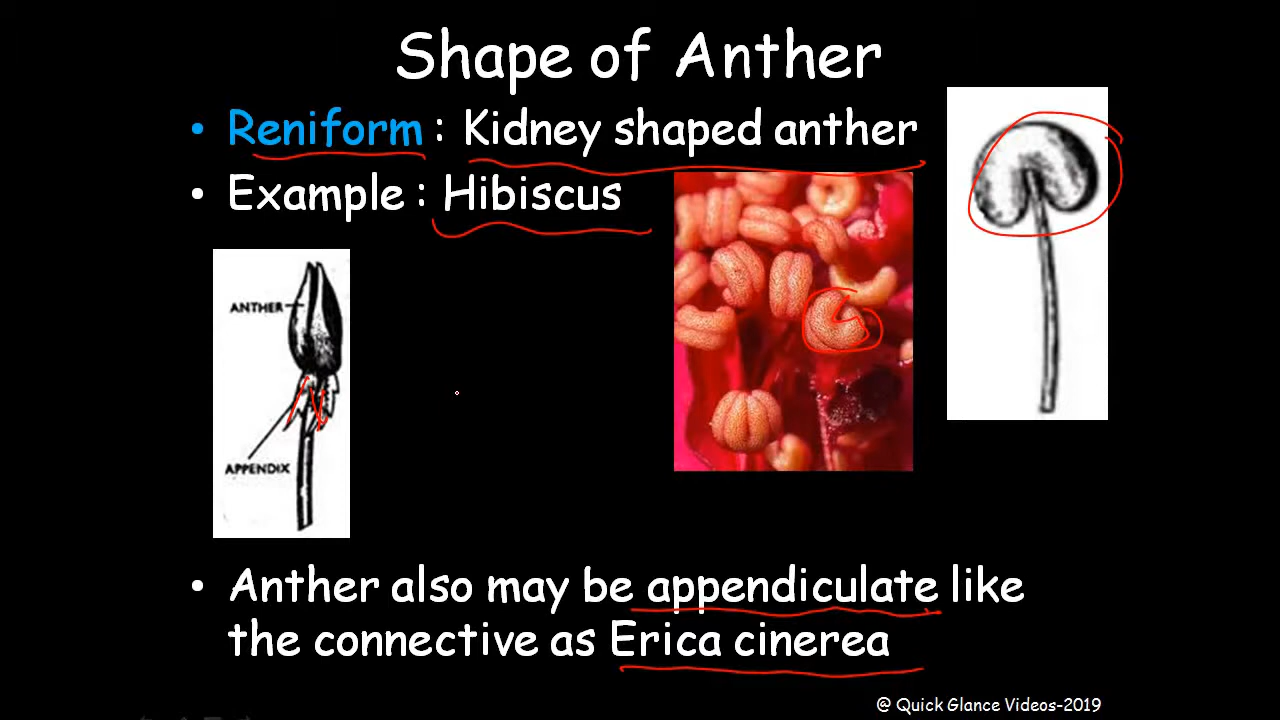 Shape of Anther
• Reniform : Kidney shaped anther
• Example : Hibiscus
ANTHER
APPENDIX
• Anther also may be appendiculate like
the connective as Erica cinerea
@ Quick Glance Videos-2019